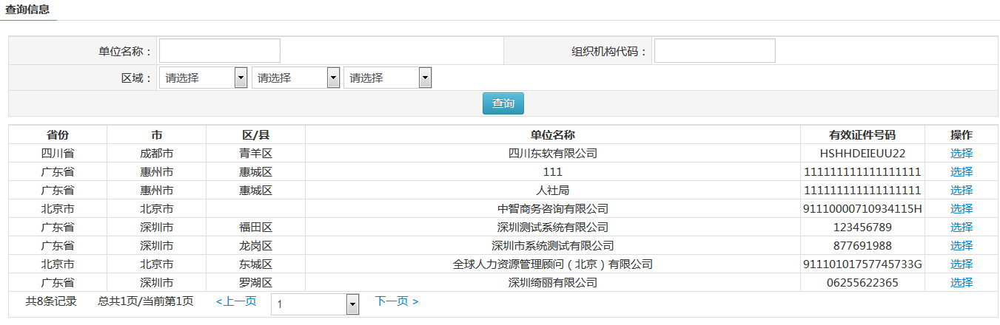 查询信息
单位名称： 组织机构代码：
区域： 请选择 请选择 请选择
查询
省份 市 区/县 单位名称 有效证件号码 操作
四川省 成都市 青羊区 四川东软有限公司 HSHHDEIEUU22 选择
广东省 惠州市 惠城区 111 111111111111111111 选择
广东省 惠州市 惠城区 人社局 111111111111111111 选择
北京市 北京市 中智商务咨询有限公司 91110000710934115H 选择
广东省 深圳市 福田区 深圳测试系统有限公司 123456789 选择
广东省 深圳市 龙岗区 深圳市系统测试有限公司 877691988 选择
北京市 北京市 东城区 全球人力资源管理顾问（北京）有限公司 91110101757745733G 选择
广东省 深圳市 罗湖区 深圳绮丽有限公司 06255622365 选择
共8条记录 总共1页/当前第1页 <上一页 1 下一页 >